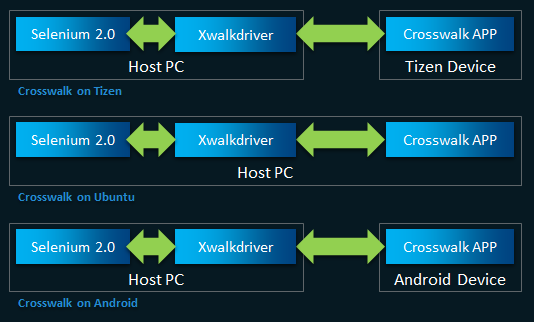 Selenium 2.0 Xwalkdriver Crosswalk APP
Host PC Tizen Device
Crosswalk on Tizen
Selenium 2.0 Xwalkdriver Crosswalk APP
Host PC
Crosswalk on Ubuntu
Selenium 2.0 Xwalkdriver Crosswalk APP
Host PC Android Device
Crosswalk on Android